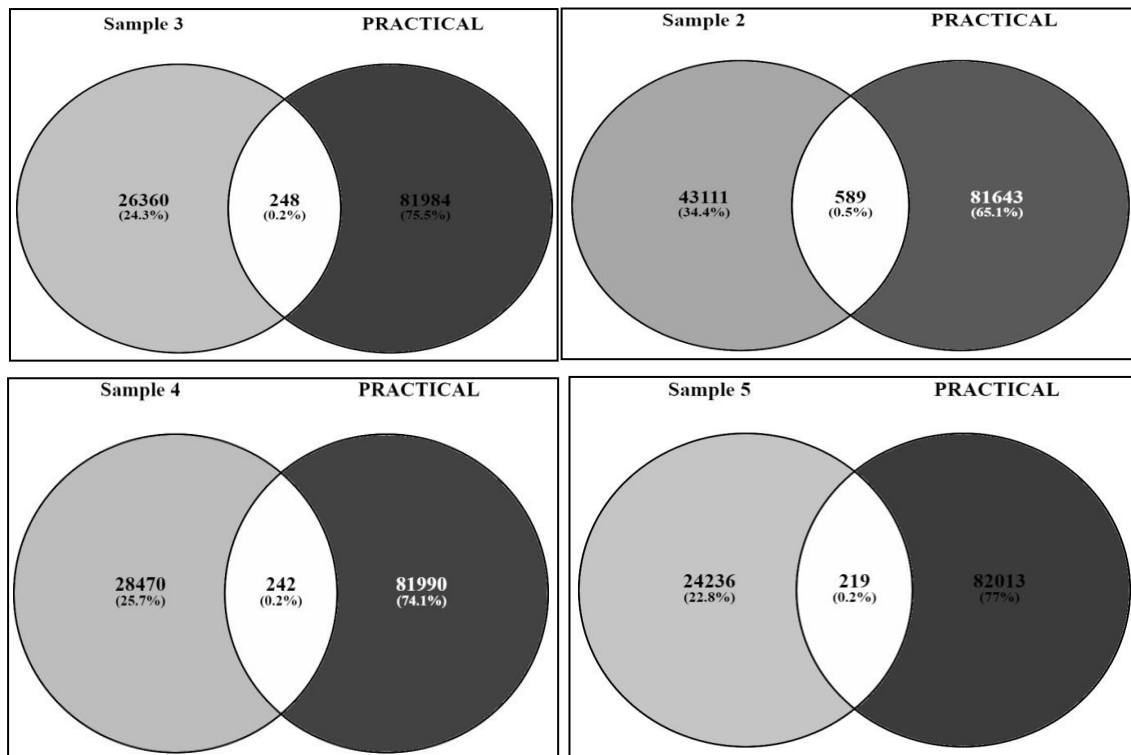 Sample 3 PRACTICAL
26360 248 81984
(24.3%) (0.2%) (75.5%)
Sample 2 PRACTICAL
43111 589 81643
(34.4%) (0.5%) (65.1%)
Sample 4 PRACTICAL
28470 242 81990
(25.7%) (0.2%) (74.1%)
Sample 5 PRACTICAL
24236 219 82013
(22.8%) (0.2%) (77%)